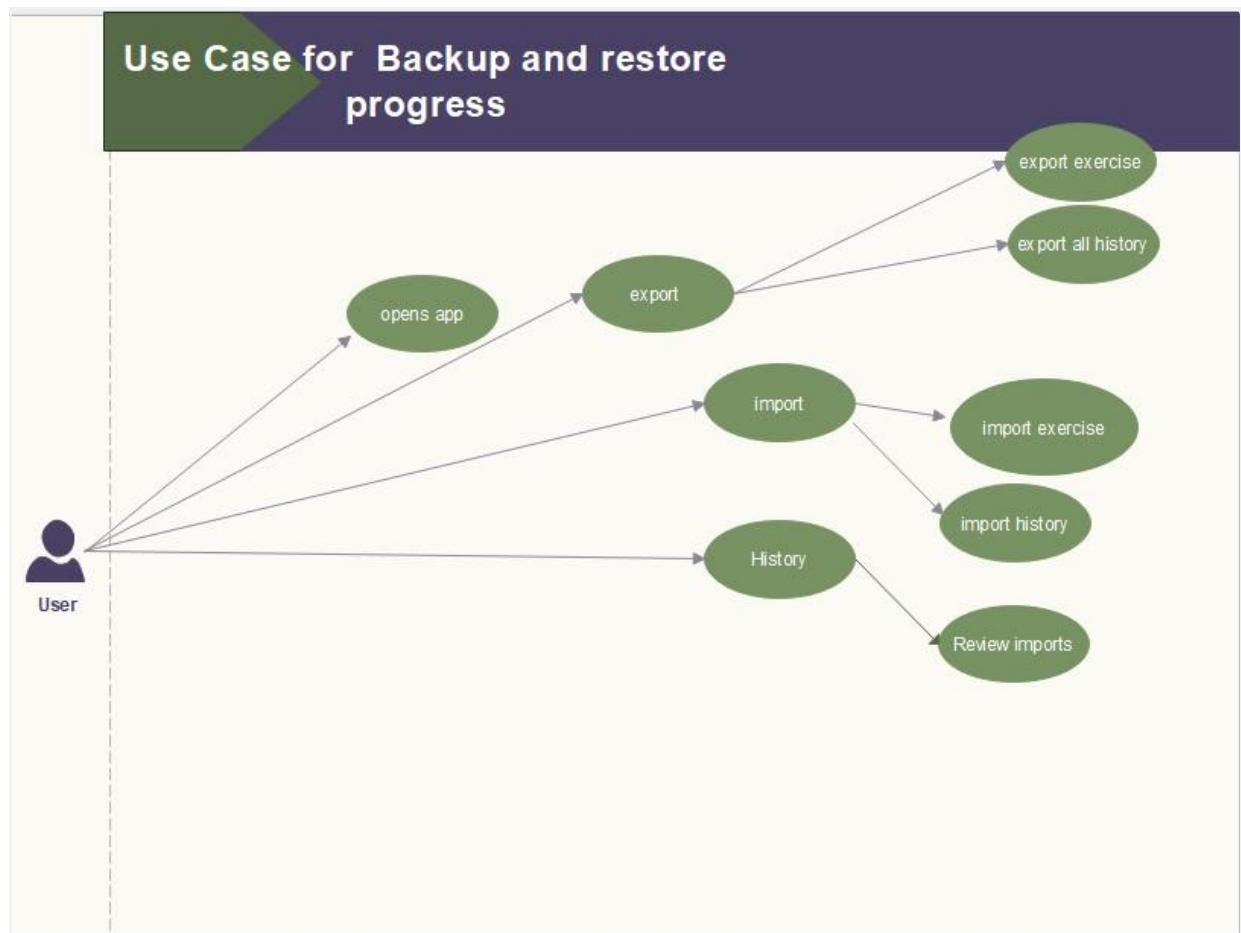 Use Case for Backup and restore
progress
export exercise
export all history
export
opens app
import
import exercise
import history
History
User
Review imports